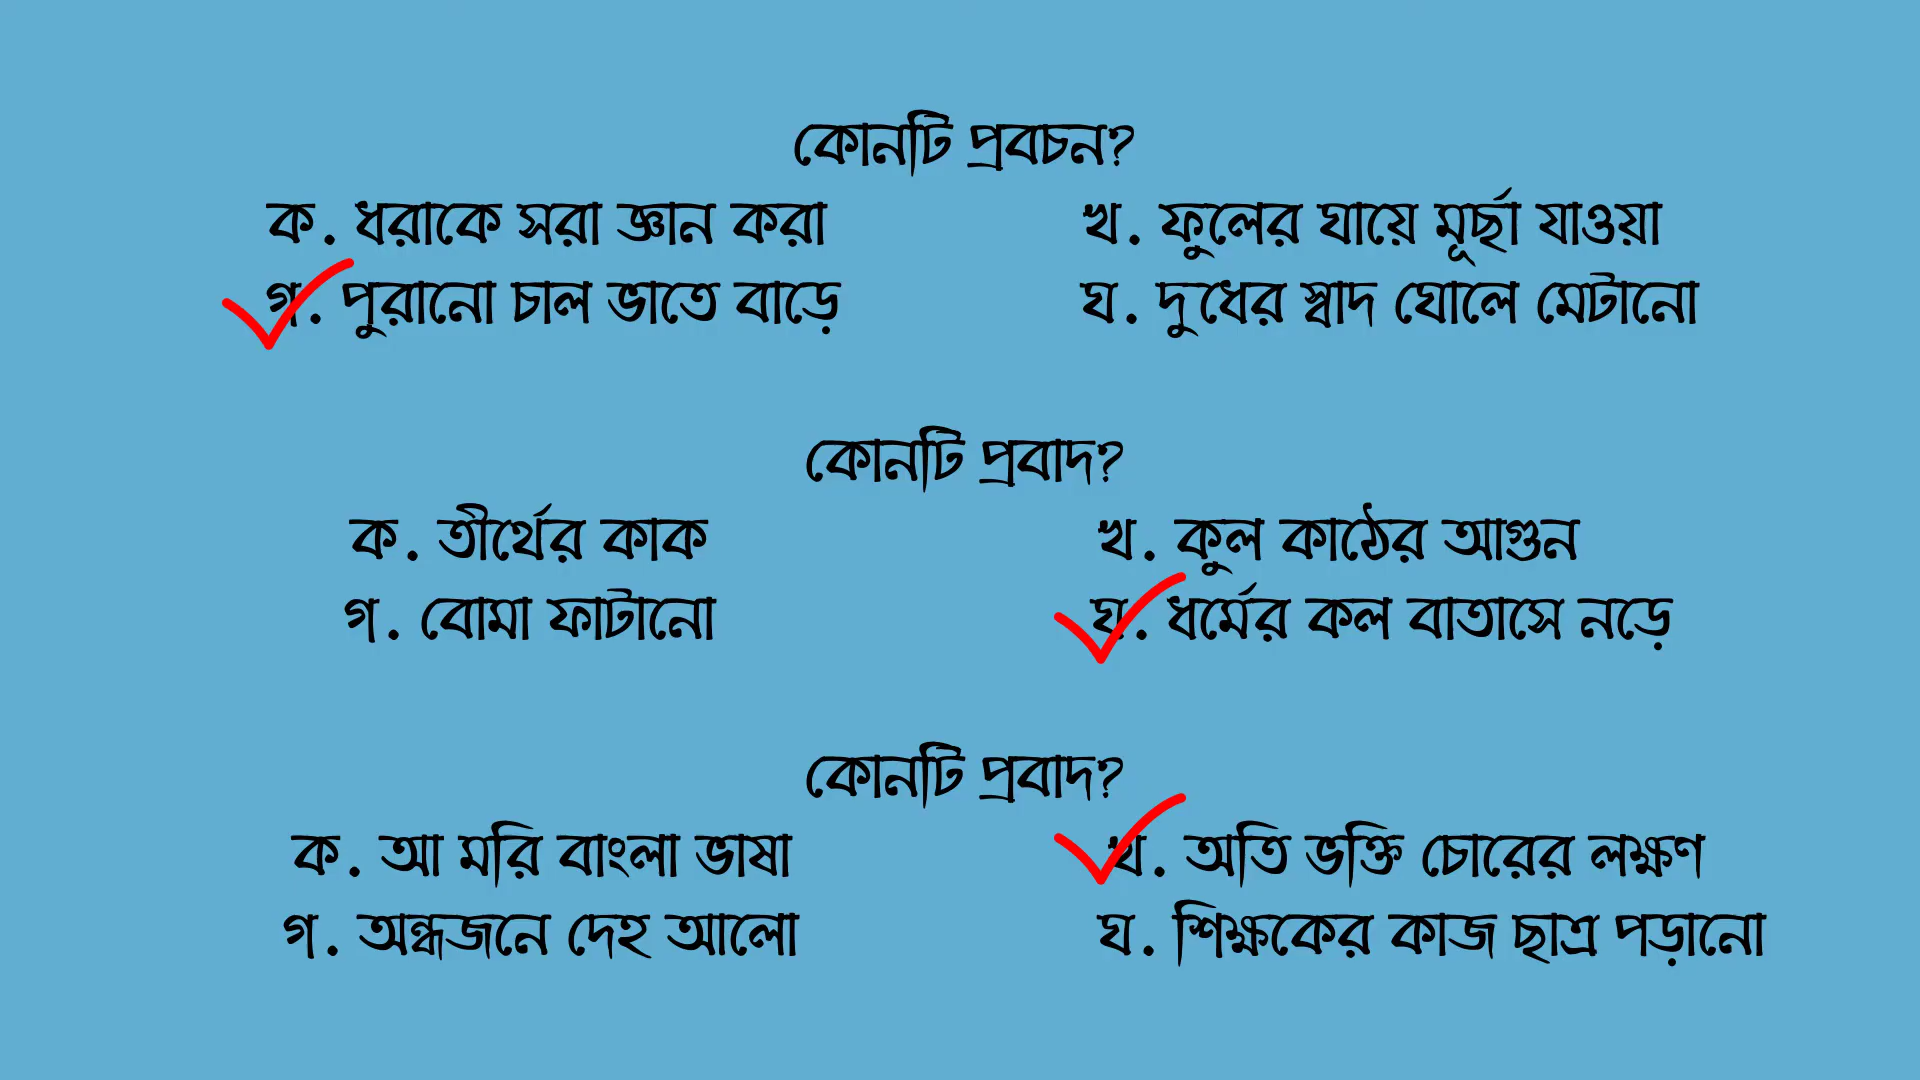 কোনটি প্রবচন?
ক. ধরাকে সরা জ্ঞান করা খ. ফুলের ঘায়ে মূর্ছা যাওয়া
গ. পুরানো চাল ভাতে বাড়ে ঘ. দুধের স্বাদ ঘোলে মেটানো
কোনটি প্রবাদ?
ক. তীর্থের কাক খ. কুল কাঠের আগুন
গ. বোমা ফাটানো ঘ. ধর্মের কল বাতাসে নড়ে
কোনটি প্রবাদ?
ক. আ মরি বাংলা ভাষা খ. অতি ভক্তি চোরের লক্ষণ
গ. অন্ধজনে দেহ আলো ঘ. শিক্ষকের কাজ ছাত্র পড়ানো